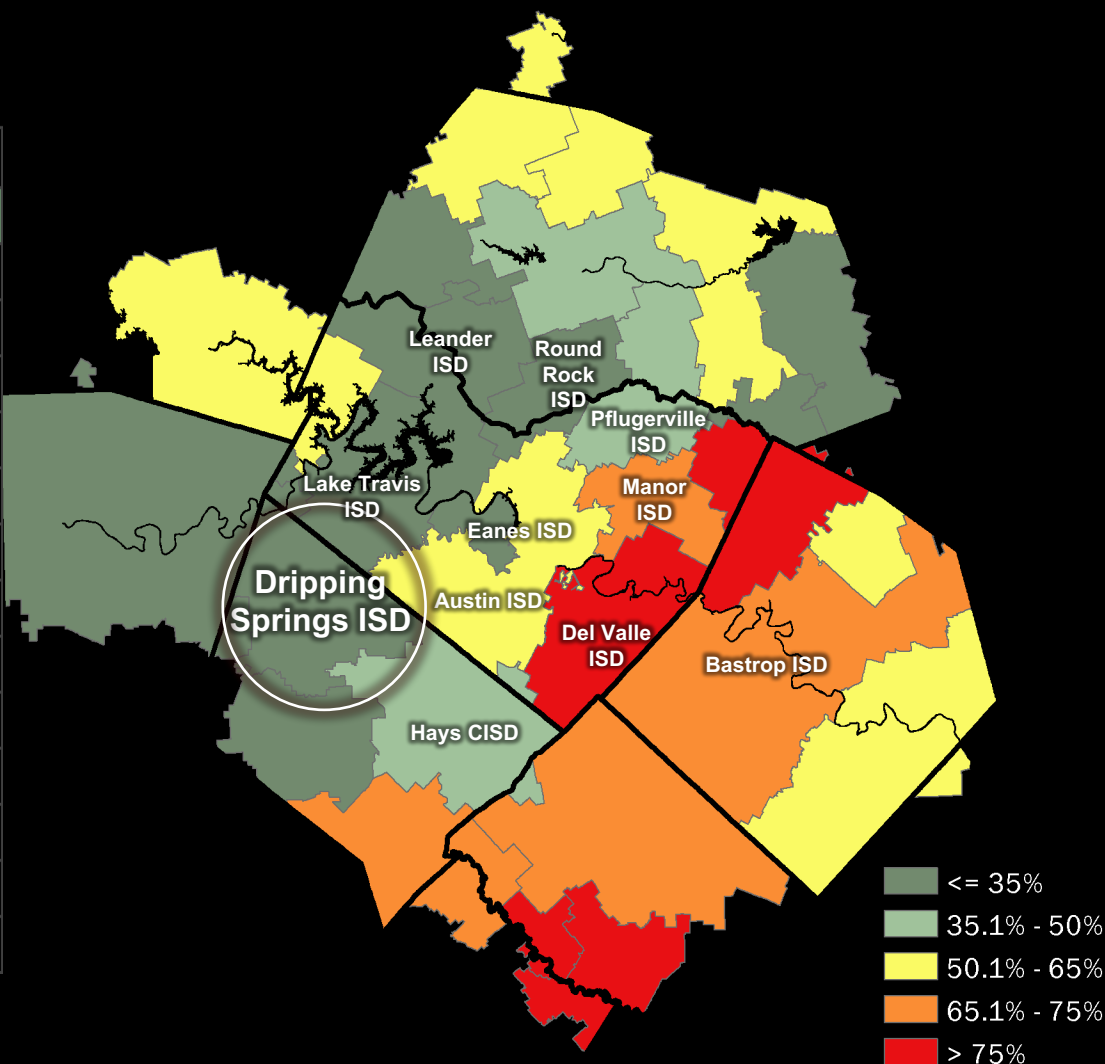 Leander
ISD
Round
Rock
ISD
Pflugerville
ISD
Lake Travis
ISD
Manor
ISD
Eanes ISD
Dripping
Springs ISD
Austin ISD
Del Valle
ISD
Bastrop ISD
Hays CISD
<= 35%
35.1% - 50%
50.1% - 65%
65.1% - 75%
> 75%